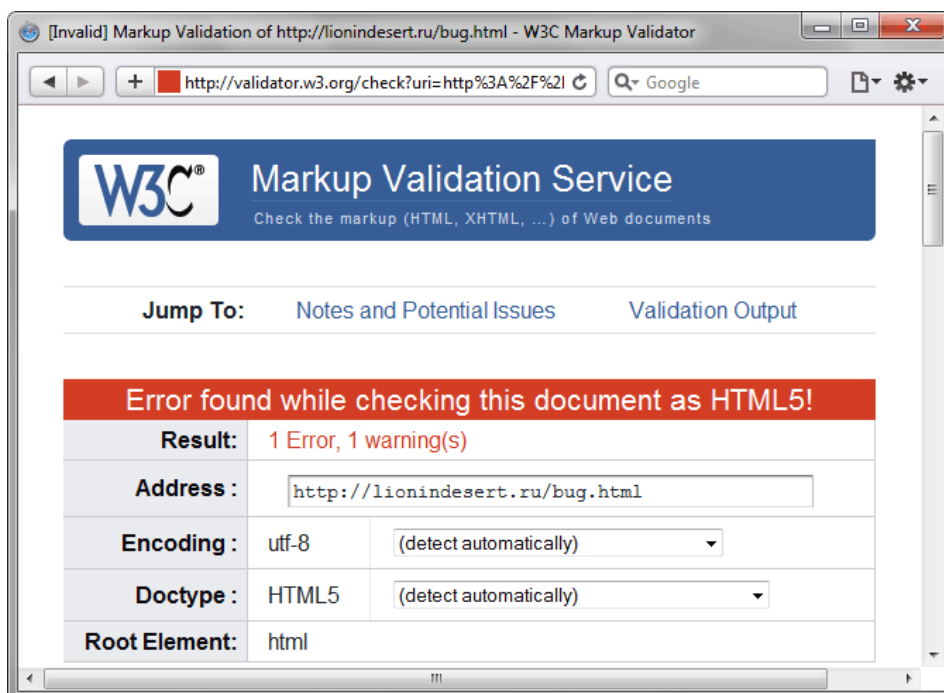 [Invalid] Markup Validation of http://lionindesert.ru/bug.html - W3C Markup Validator
http://validator.w3.org/check?uri=http%3A%2F%2l
Google
W3C®
Markup Validation Service
Check the markup (HTML, XHTML, ...) of Web documents
Jump To: Notes and Potential Issues Validation Output
Error found while checking this document as HTML5!
Result: 1 Error, 1 warning(s)
Address : http://lionindesert.ru/bug.html
Encoding : utf-8 (detect automatically)
Doctype : HTML5 (detect automatically)
Root Element: html